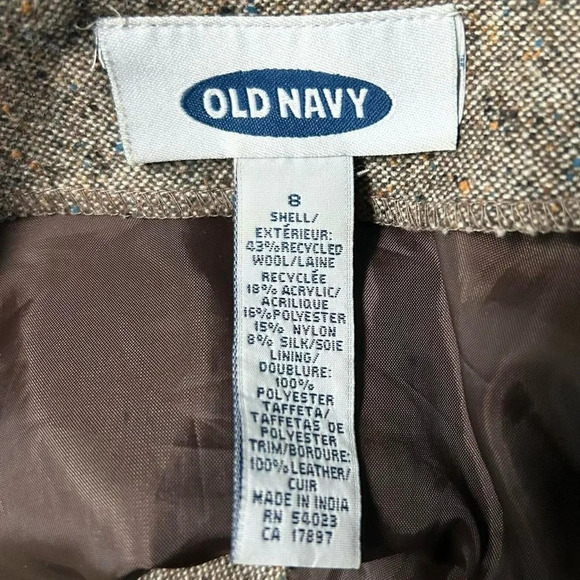 OLD NAVY
8
SHELL/
EXTÉRIEUR:
43%RECYCLED
WOOL/LAINE
RECYCLÉE
18% ACRYLIC/
ACRILIQUE
16%POLYESTER
15% NYLON
8% SILK/SOIE
LINING/
DOUBLURE:
100%
POLYESTER
TAFFETA/
TAFFETAS DE
POLYESTER
TRIM/BORDURE:
100%LEATHER/
CUIR
MADE IN INDIA
RN 54023
CA 17897